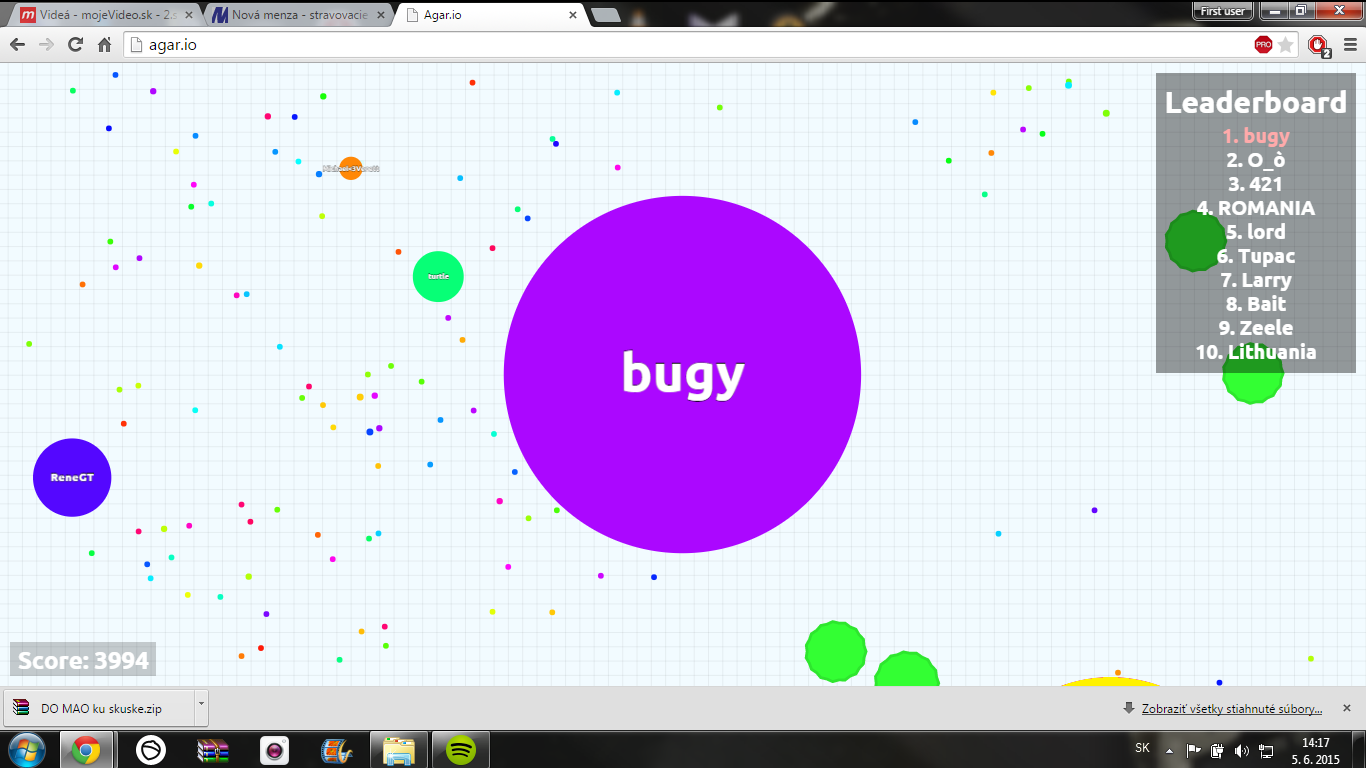 Videá - mojeVideo.sk - 2.s
Nová menza - stravovacie
Agar.io
First user
agar.io
PRO
2
Leaderboard
1. bugy
2. O_ò
3. 421
4. ROMANIA
5. lord
6. Tupac
7. Larry
8. Bait
9. Zeele
10. Lithuania
turtle
bugy
ReneGT
Score: 3994
DO MAO ku skuske.zip
Zobraziť všetky stiahnuté súbory...
SK
14:17
5. 6. 2015